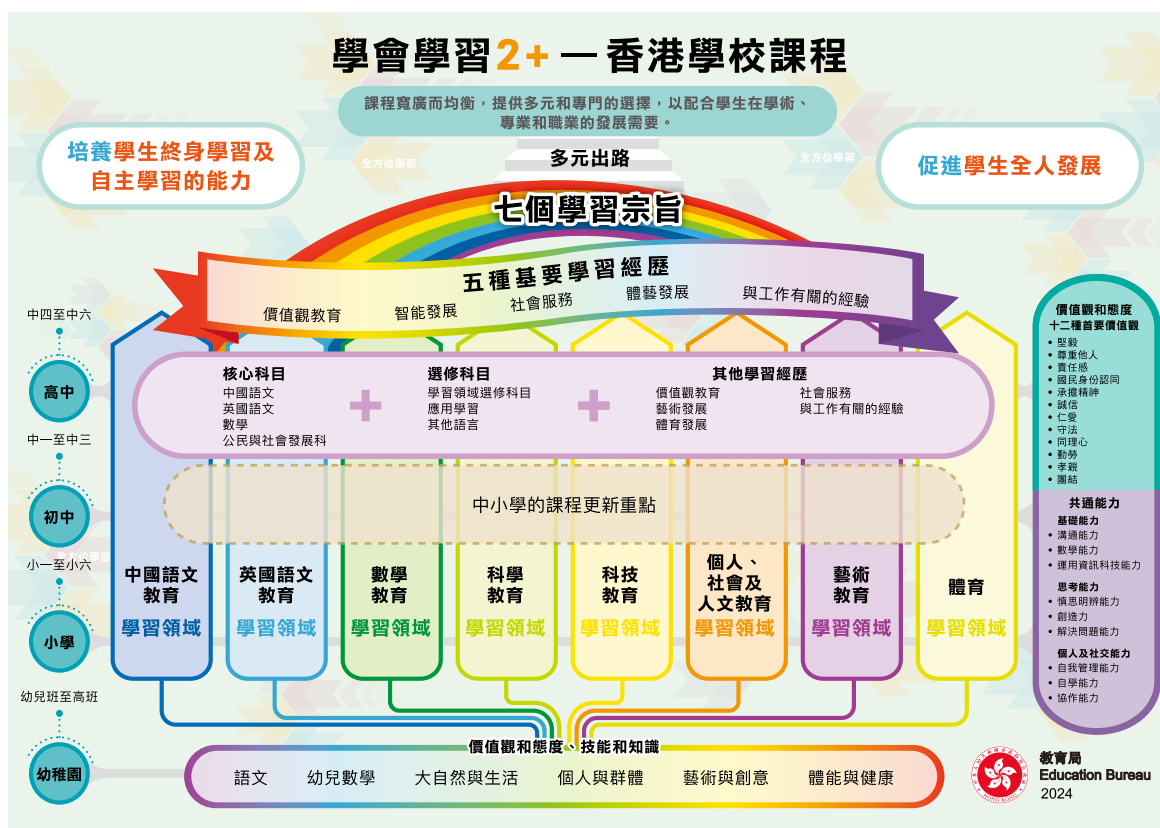 學會學習2+ — 香港學校課程
課程寬廣而均衡，提供多元和專門的選擇，以配合學生在學術、
專業和職業的發展需要。
培養學生終身學習及
自主學習的能力
全方位學習
多元出路
全方位學習
促進學生全人發展
七個學習宗旨
五種基要學習經歷
價值觀教育
智能發展
社會服務
體藝發展
與工作有關的經驗
中四至中六
高中
中一至中三
初中
全方位學習
小一至小六
小學
幼兒班至高班
幼稚園
核心科目
中國語文
英國語文
數學
公民與社會發展科
+
選修科目
學習領域選修科目
應用學習
其他語言
+
其他學習經歷
價值觀教育
藝術發展
體育發展
社會服務
與工作有關的經驗
中小學的課程更新重點
中國語文
教育
學習領域
英國語文
教育
學習領域
數學
教育
學習領域
科學
教育
學習領域
科技
教育
學習領域
個人、
社會及
人文教育
學習領域
藝術
教育
學習領域
體育
學習領域
價值觀和態度
十二種首要價值觀
• 堅毅
• 尊重他人
• 責任感
• 國民身份認同
• 承擔精神
• 誠信
• 仁愛
• 守法
• 同理心
• 勤勞
• 孝親
• 團結
共通能力
基礎能力
• 溝通能力
• 數學能力
• 運用資訊科技能力
思考能力
• 慎思明辨能力
• 創造力
• 解決問題能力
個人及社交能力
• 自我管理能力
• 自學能力
• 協作能力
價值觀和態度、技能和知識
語文
幼兒數學
大自然與生活
個人與群體
藝術與創意
體能與健康
HONG KONG
教育局
Education Bureau
2024